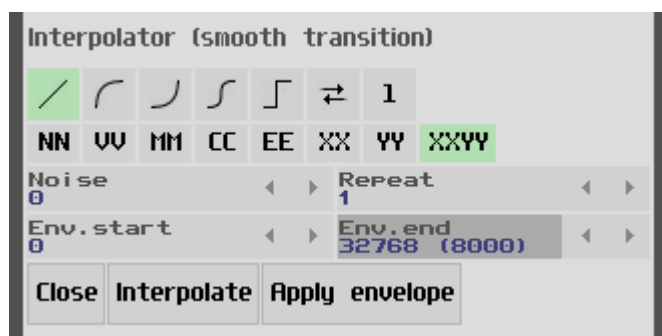 Interpolator (smooth transition)
1
NN VV MM CC EE XX YY XXYY
Noise
0
Repeat
1
Env.start
0
Env.end
32768 (8000)
Close Interpolate Apply envelope